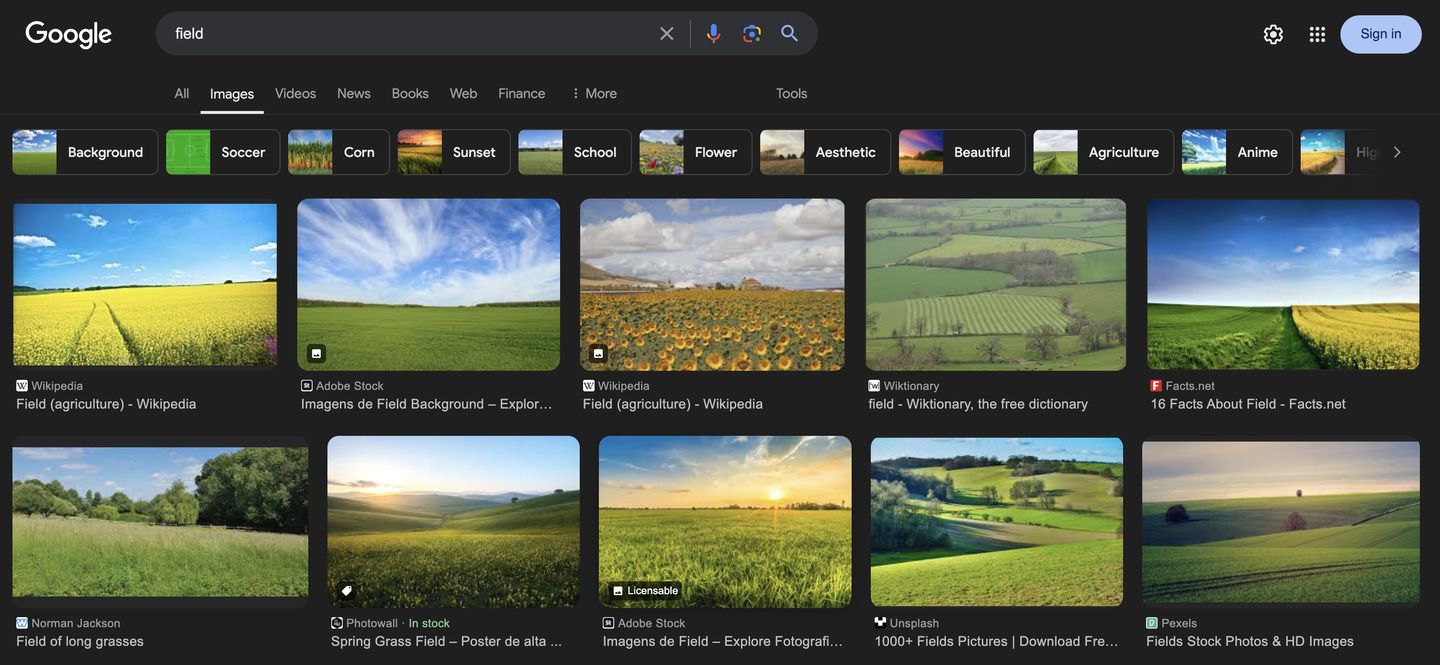 Google
field
Sign in
All Images Videos News Books Web Finance More Tools
Background Soccer Corn Sunset School Flower Aesthetic Beautiful Agriculture Anime
Wikipedia Adobe Stock Wikipedia Wiktionary Facts.net
Field (agriculture) - Wikipedia Imagens de Field Background – Explor... Field (agriculture) - Wikipedia field - Wiktionary, the free dictionary 16 Facts About Field - Facts.net
Licensable
Norman Jackson Photowall · In stock Adobe Stock Unsplash Pexels
Field of long grasses Spring Grass Field – Poster de alta ... Imagens de Field – Explore Fotografi... 1000+ Fields Pictures | Download Fre... Fields Stock Photos & HD Images